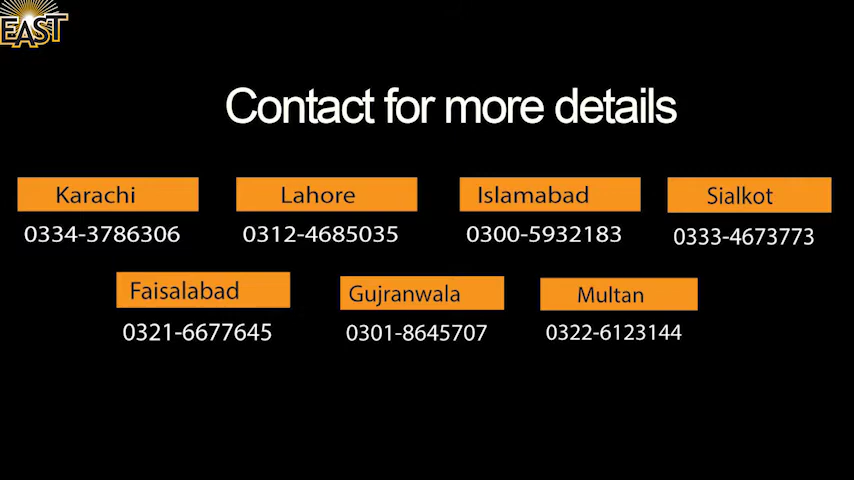 EAST
Contact for more details
Karachi Lahore Islamabad Sialkot
0334-3786306 0312-4685035 0300-5932183 0333-4673773
Faisalabad Gujranwala Multan
0321-6677645 0301-8645707 0322-6123144